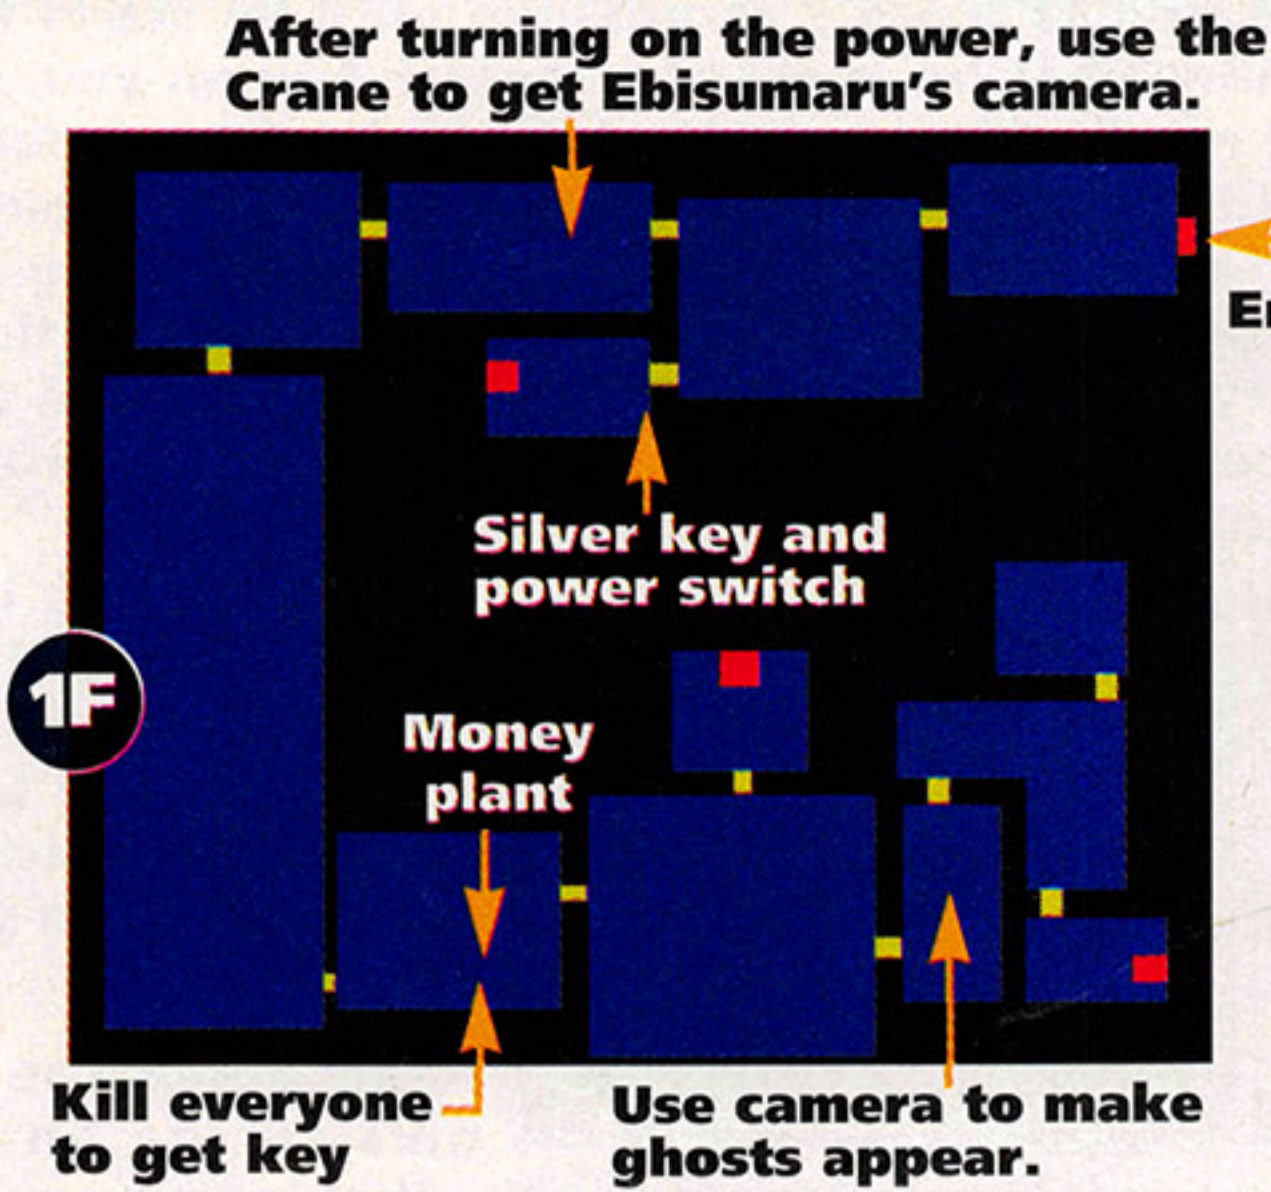 After turning on the power, use the
Crane to get Ebisumaru's camera.
Silver key and
power switch
1F
Money
plant
Kill everyone
to get key
Use camera to make
ghosts appear.